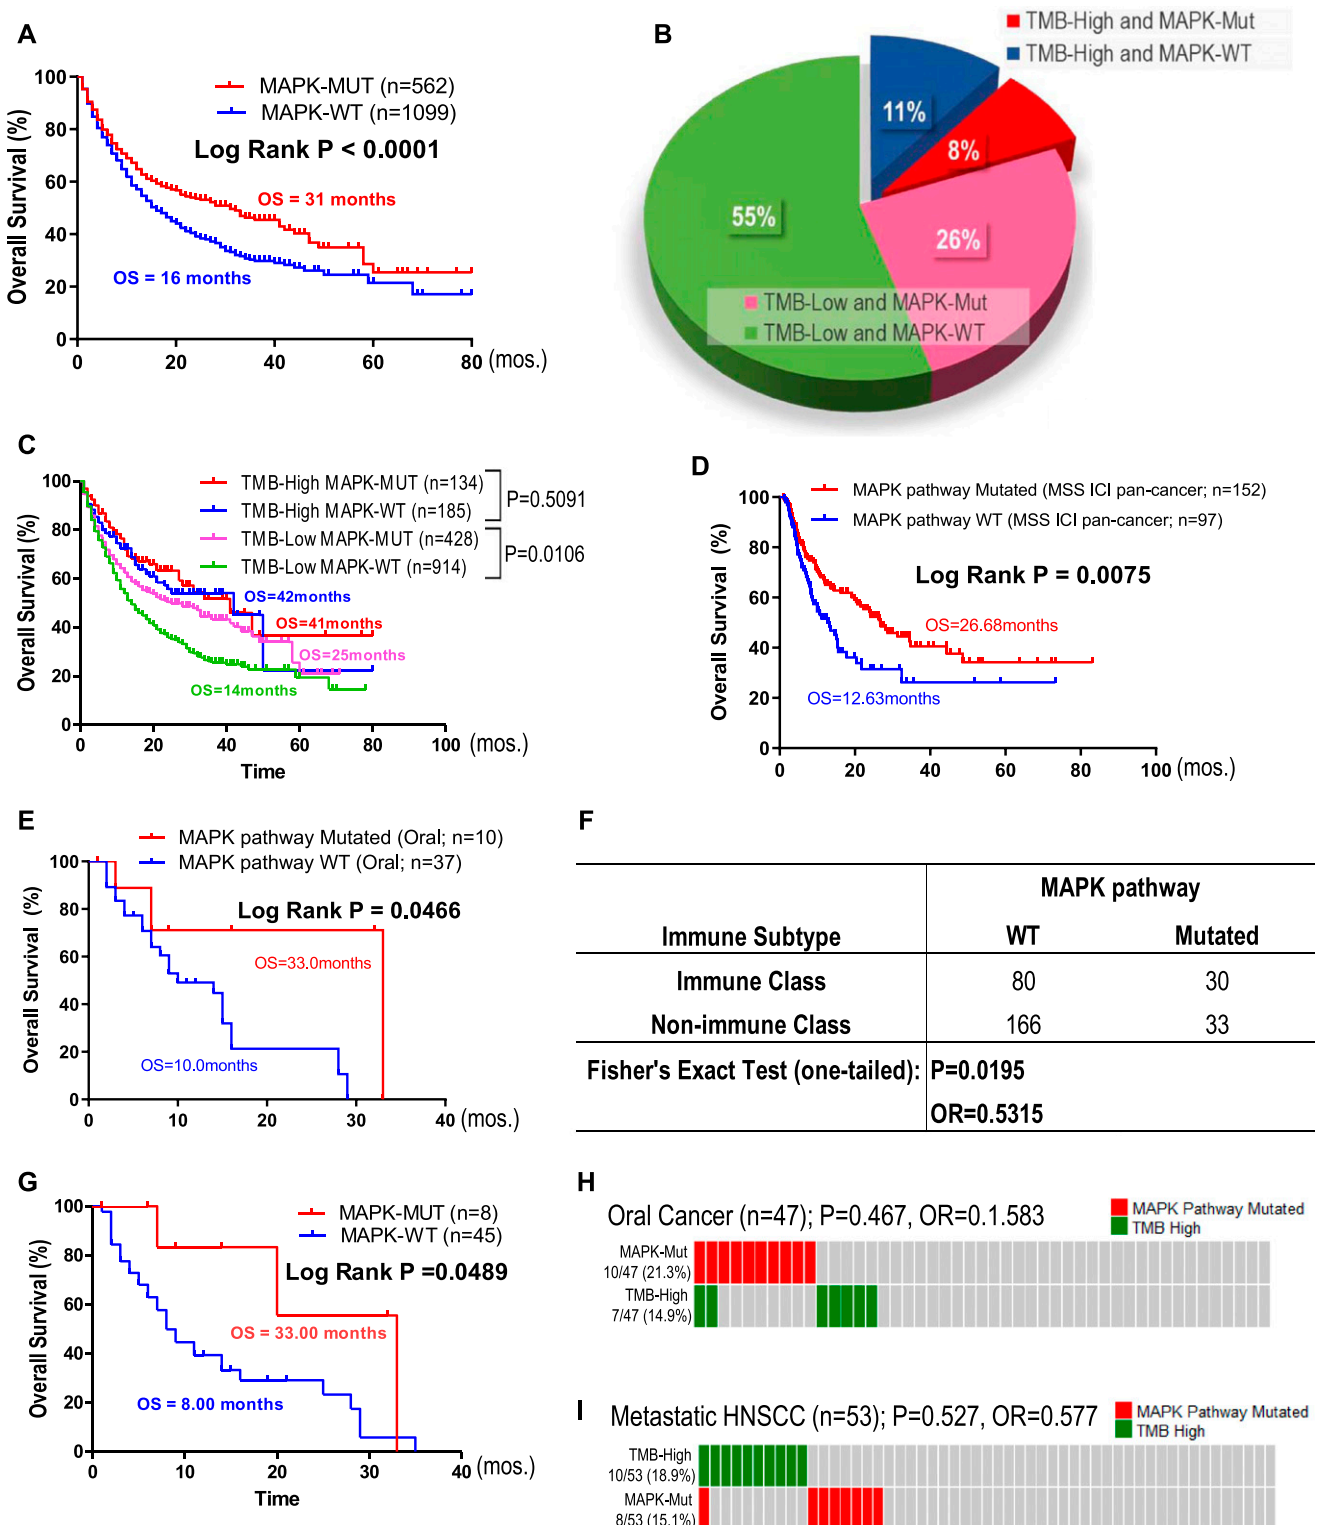 A
MAPK-MUT (n=562)
MAPK-WT (n=1099)
Log Rank P < 0.0001
OS = 31 months
OS = 16 months
Overall Survival (%)
100
80
60
40
20
0
0 20 40 60 80 (mos.)
B
TMB-High and MAPK-Mut
TMB-High and MAPK-WT
11%
8%
55%
26%
TMB-Low and MAPK-Mut
TMB-Low and MAPK-WT
C
TMB-High MAPK-MUT (n=134)
TMB-High MAPK-WT (n=185)
P=0.5091
TMB-Low MAPK-MUT (n=428)
TMB-Low MAPK-WT (n=914)
P=0.0106
OS=42months
OS=41months
OS=25months
OS=14months
Overall Survival (%)
100
80
60
40
20
0
0 20 40 60 80 100 (mos.)
Time
D
MAPK pathway Mutated (MSS ICI pan-cancer; n=152)
MAPK pathway WT (MSS ICI pan-cancer; n=97)
Log Rank P = 0.0075
OS=26.68months
OS=12.63months
Overall Survival (%)
100
80
60
40
20
0
0 20 40 60 80 100 (mos.)
E
MAPK pathway Mutated (Oral; n=10)
MAPK pathway WT (Oral; n=37)
Log Rank P = 0.0466
OS=33.0months
OS=10.0months
Overall Survival (%)
100
80
60
40
20
0
0 10 20 30 40 (mos.)
F
MAPK pathway
Immune Subtype WT Mutated
Immune Class 80 30
Non-immune Class 166 33
Fisher's Exact Test (one-tailed): P=0.0195
OR=0.5315
G
MAPK-MUT (n=8)
MAPK-WT (n=45)
Log Rank P =0.0489
OS = 33.00 months
OS = 8.00 months
Overall Survival (%)
100
80
60
40
20
0
0 10 20 30 40 (mos.)
Time
H
Oral Cancer (n=47); P=0.467, OR=0.1.583
MAPK Pathway Mutated
TMB High
MAPK-Mut
10/47 (21.3%)
TMB-High
7/47 (14.9%)
I
Metastatic HNSCC (n=53); P=0.527, OR=0.577
MAPK Pathway Mutated
TMB High
TMB-High
10/53 (18.9%)
MAPK-Mut
8/53 (15.1%)